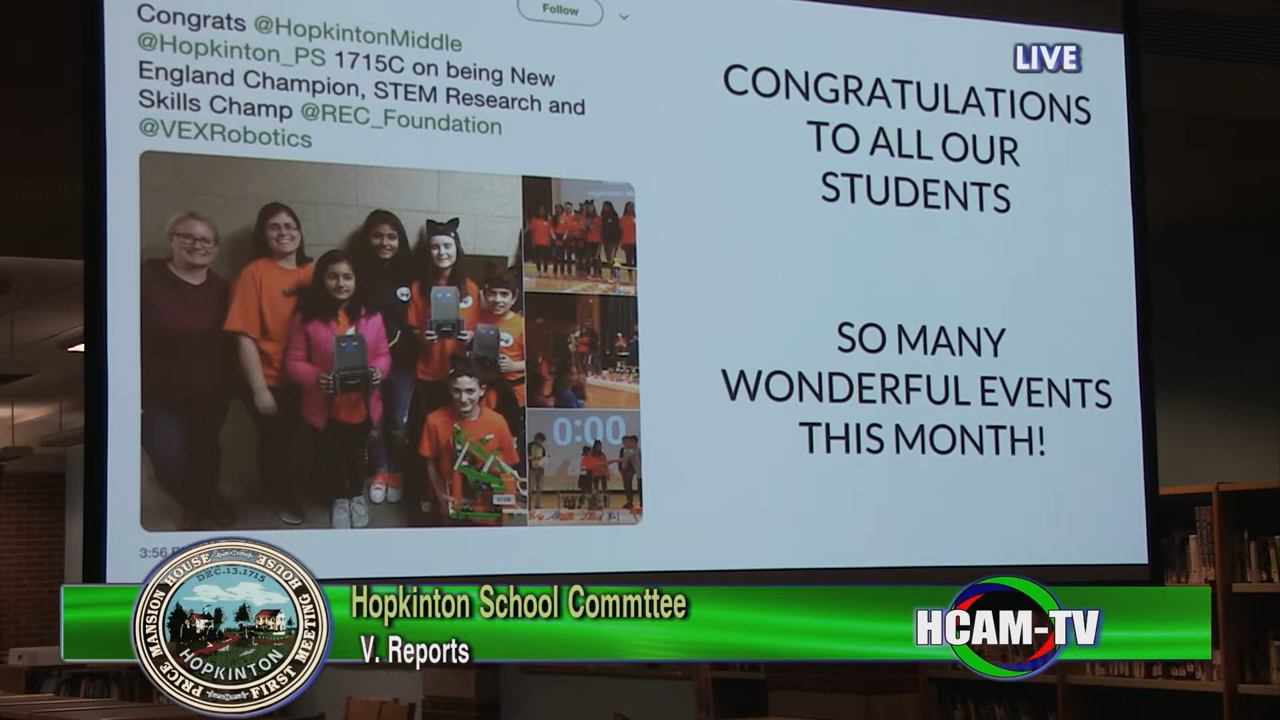 Congrats @HopkintonMiddle
@Hopkinton_PS 1715C on being New
England Champion, STEM Research and
Skills Champ @REC_Foundation
@VEXRobotics
Follow
LIVE
CONGRATULATIONS
TO ALL OUR
STUDENTS
SO MANY
WONDERFUL EVENTS
THIS MONTH!
0:00
3:56
PRICE MANSION HOUSE
MEETING HOUSE
FIRST
DEC.13.1715
HOPKINTON
Hopkinton School Commttee
V. Reports
HCAM-TV